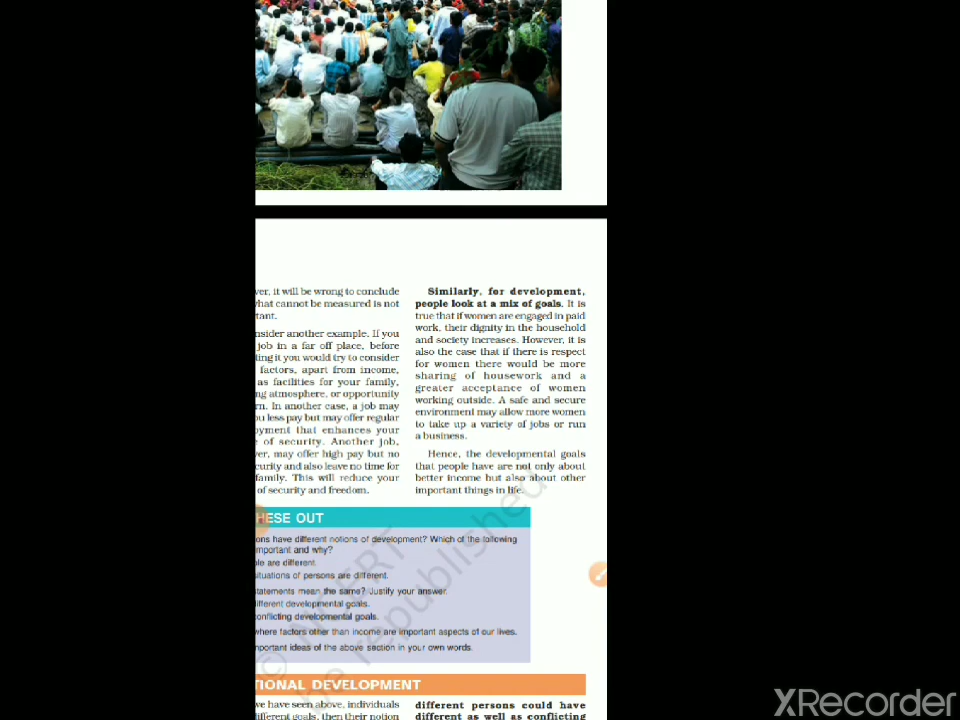 ver, it will be wrong to conclude
what cannot be measured is not
tant.
nsider another example. If you
job in a far off place, before
ting it you would try to consider
factors, apart from income,
as facilities for your family,
ng atmosphere, or opportunity
rn. In another case, a job may
ou less pay but may offer regular
oyment that enhances your
e of security. Another job,
ver, may offer high pay but no
curity and also leave no time for
family. This will reduce your
of security and freedom.
Similarly, for development,
people look at a mix of goals. It is
true that if women are engaged in paid
work, their dignity in the household
and society increases. However, it is
also the case that if there is respect
for women there would be more
sharing of housework and a
greater acceptance of women
working outside. A safe and secure
environment may allow more women
to take up a variety of jobs or run
a business.
Hence, the developmental goals
that people have are not only about
better income but also about other
important things in life.
HESE OUT
ons have different notions of development? Which of the following
mportant and why?
ple are different.
situations of persons are different.
statements mean the same? Justify your answer.
different developmental goals.
conflicting developmental goals.
where factors other than income are important aspects of our lives.
mportant ideas of the above section in your own words.
© NCERT
be republished
TIONAL DEVELOPMENT
we have seen above, individuals
different goals, then their notion
different persons could have
different as well as conflicting
XRecorder